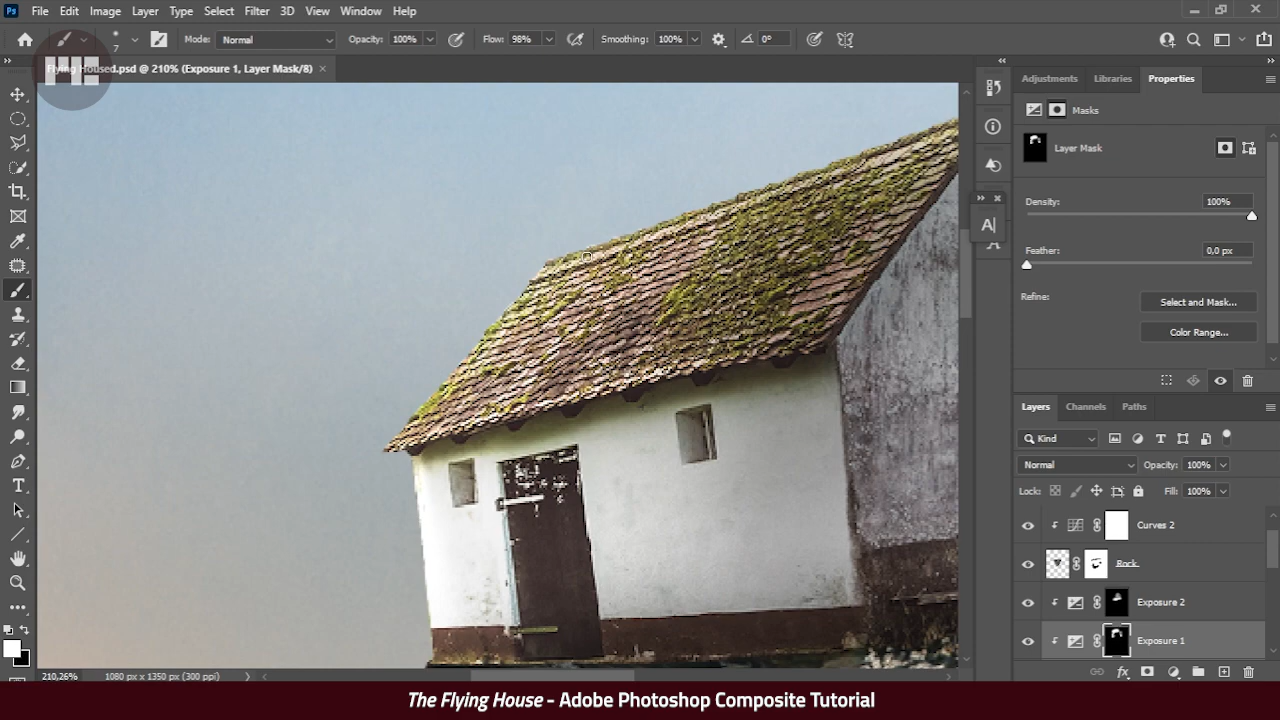 Ps File Edit Image Layer Type Select Filter 3D View Window Help
7 Mode: Normal Opacity: 100% Flow: 98% Smoothing: 100% 0°
Flying Housed.psd @ 210% (Exposure 1, Layer Mask/8) ×
Adjustments Libraries Properties
Masks
Layer Mask
Density: 100%
Feather: 0.0 px
Refine: Select and Mask...
Color Range...
Layers Channels Paths
Kind
Normal Opacity: 100%
Lock: Fill: 100%
Curves 2
Rock
Exposure 2
Exposure 1
210,26% 1080 px x 1350 px (300 ppi)
The Flying House - Adobe Photoshop Composite Tutorial